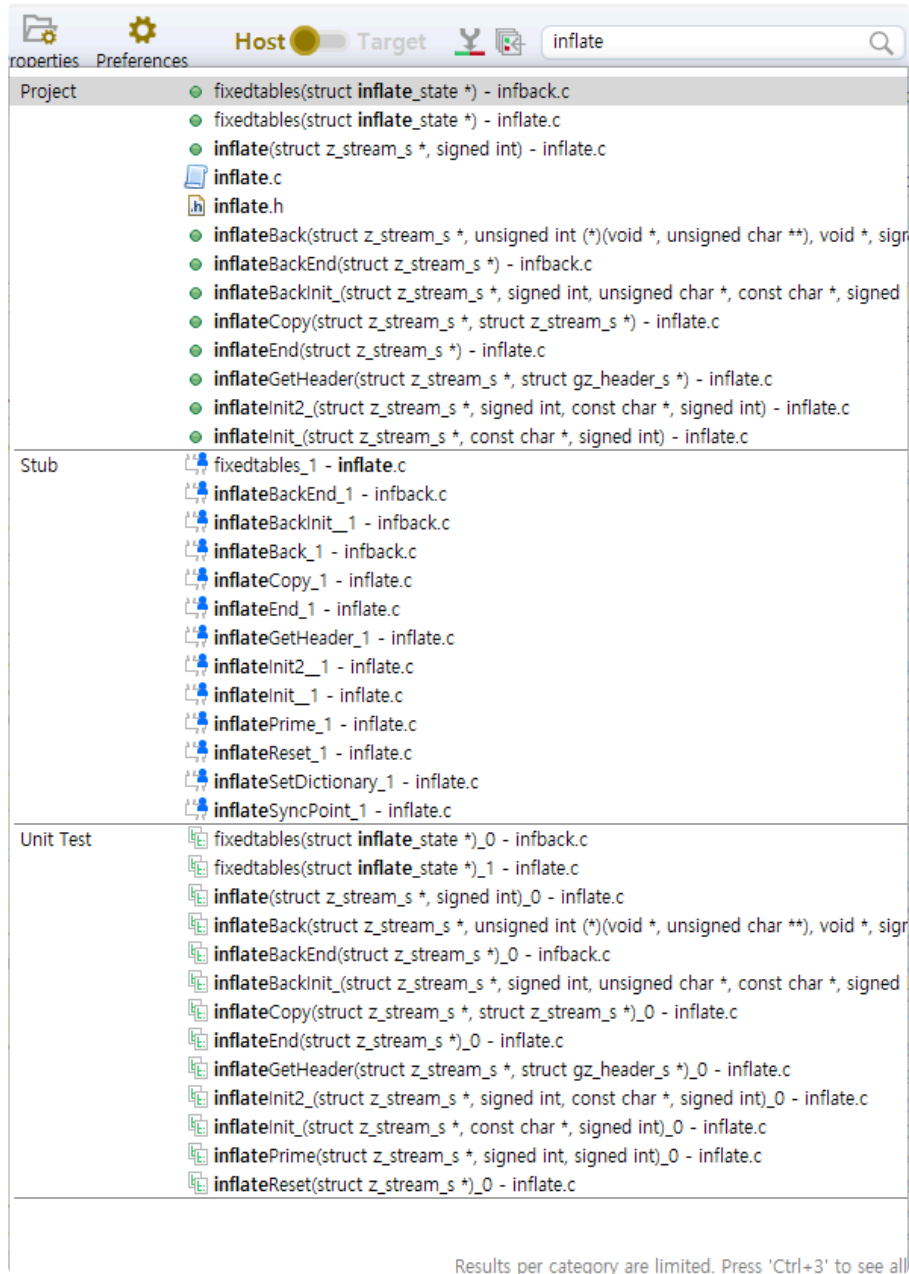 Host Target inflate
roperties Preferences
Project fixedtables(struct inflate_state *) - infback.c
fixedtables(struct inflate_state *) - inflate.c
inflate(struct z_stream_s *, signed int) - inflate.c
inflate.c
.h inflate.h
inflateBack(struct z_stream_s *, unsigned int (*)(void *, unsigned char **), void *, sign
inflateBackEnd(struct z_stream_s *) - infback.c
inflateBackInit_(struct z_stream_s *, signed int, unsigned char *, const char *, signed
inflateCopy(struct z_stream_s *, struct z_stream_s *) - inflate.c
inflateEnd(struct z_stream_s *) - inflate.c
inflateGetHeader(struct z_stream_s *, struct gz_header_s *) - inflate.c
inflateInit2_(struct z_stream_s *, signed int, const char *, signed int) - inflate.c
inflateInit_(struct z_stream_s *, const char *, signed int) - inflate.c
Stub fixedtables_1 - inflate.c
inflateBackEnd_1 - infback.c
inflateBackInit__1 - infback.c
inflateBack_1 - infback.c
inflateCopy_1 - inflate.c
inflateEnd_1 - inflate.c
inflateGetHeader_1 - inflate.c
inflateInit2__1 - inflate.c
inflateInit__1 - inflate.c
inflatePrime_1 - inflate.c
inflateReset_1 - inflate.c
inflateSetDictionary_1 - inflate.c
inflateSyncPoint_1 - inflate.c
Unit Test fixedtables(struct inflate_state *)_0 - infback.c
fixedtables(struct inflate_state *)_1 - inflate.c
inflate(struct z_stream_s *, signed int)_0 - inflate.c
inflateBack(struct z_stream_s *, unsigned int (*)(void *, unsigned char **), void *, sign
inflateBackEnd(struct z_stream_s *)_0 - infback.c
inflateBackInit_(struct z_stream_s *, signed int, unsigned char *, const char *, signed
inflateCopy(struct z_stream_s *, struct z_stream_s *)_0 - inflate.c
inflateEnd(struct z_stream_s *)_0 - inflate.c
inflateGetHeader(struct z_stream_s *, struct gz_header_s *)_0 - inflate.c
inflateInit2_(struct z_stream_s *, signed int, const char *, signed int)_0 - inflate.c
inflateInit_(struct z_stream_s *, const char *, signed int)_0 - inflate.c
inflatePrime(struct z_stream_s *, signed int, signed int)_0 - inflate.c
inflateReset(struct z_stream_s *)_0 - inflate.c
Results per category are limited. Press 'Ctrl+3' to see all